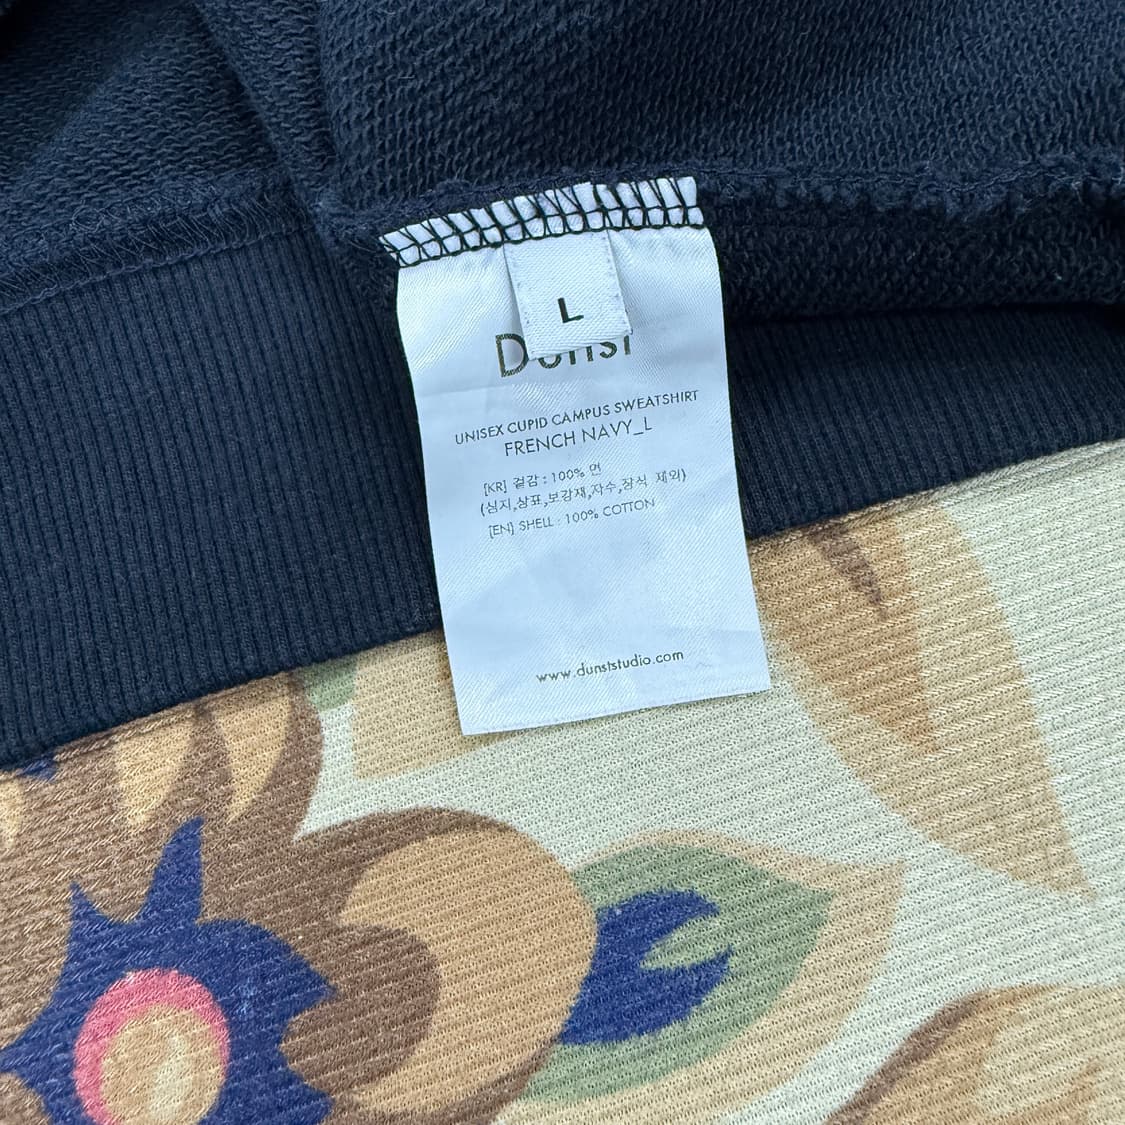 L
Dunst
UNISEX CUPID CAMPUS SWEATSHIRT
FRENCH NAVY_L
[KR] 겉감 : 100% 면
(심지,상표,보강재,자수,장식 제외)
[EN] SHELL : 100% COTTON
www.dunststudio.com